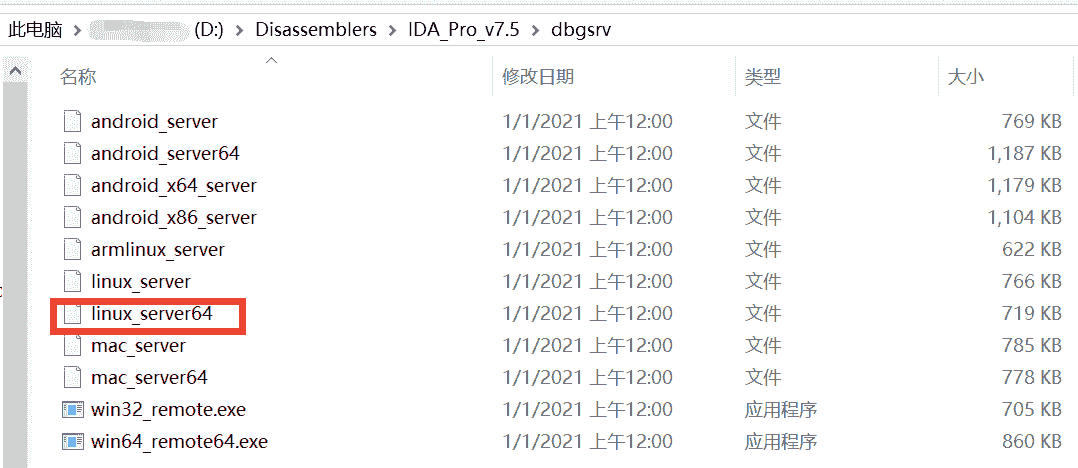 此电脑 > (D:) > Disassemblers > IDA_Pro_v7.5 > dbgsrv
名称 修改日期 类型 大小
android_server 1/1/2021 上午12:00 文件 769 KB
android_server64 1/1/2021 上午12:00 文件 1,187 KB
android_x64_server 1/1/2021 上午12:00 文件 1,179 KB
android_x86_server 1/1/2021 上午12:00 文件 1,104 KB
armlinux_server 1/1/2021 上午12:00 文件 622 KB
linux_server 1/1/2021 上午12:00 文件 766 KB
linux_server64 1/1/2021 上午12:00 文件 719 KB
mac_server 1/1/2021 上午12:00 文件 785 KB
mac_server64 1/1/2021 上午12:00 文件 778 KB
win32_remote.exe 1/1/2021 上午12:00 应用程序 705 KB
win64_remote64.exe 1/1/2021 上午12:00 应用程序 860 KB